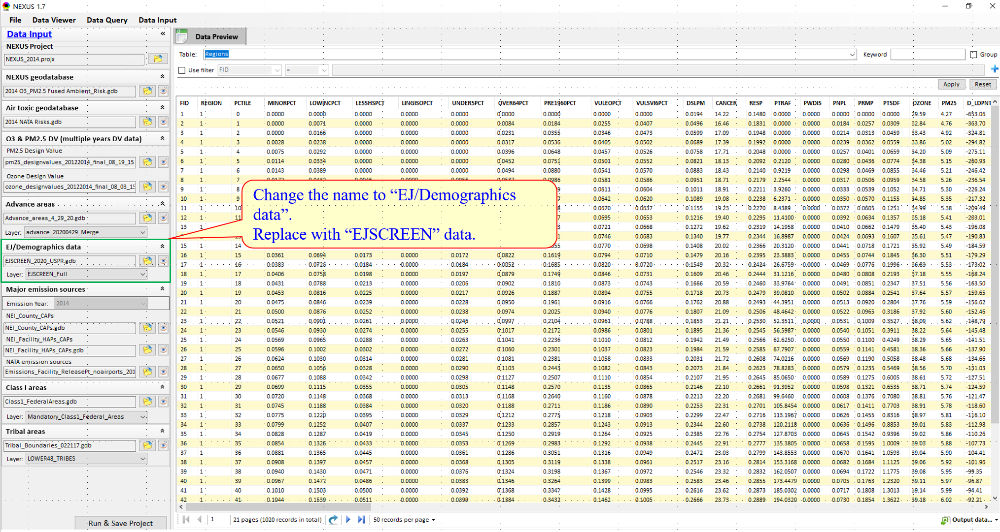 NEXUS 1.7
File Data Viewer Data Query Data Input
Data Input «
NEXUS Project
NEXUS_2014.projx
NEXUS geodatabase
2014 O3_PM2.5 Fused Ambient_Risk.gdb
Air toxic geodatabase
2014 NATA Risks.gdb
O3 & PM2.5 DV (multiple years DV data)
PM2.5 Design Value
pm25_designvalues_20122014_final_08_19_15
Ozone Design Value
ozone_designvalues_20122014_final_08_03_15
Advance areas
Advance_areas_4_29_20.gdb
Layer: advance_20200429_Merge
EJ/Demographics data
EJSCREEN_2020_USPR.gdb
Layer: EJSCREEN_Full
Major emission sources
Emission Year: 2014
NEI_County_CAPs
NEI_County_CAPs.gdb
NEI_Facility_HAPs_CAPs
NEI_Facility_HAPs_CAPs.gdb
NATA emission sources
Emissions_Facility_ReleasePt_noairports_201
Class I areas
Class1_FederalAreas.gdb
Layer: Mandatory_Class1_Federal_Areas
Tribal areas
Tribal_Boundaries_022117.gdb
Layer: LOWER48_TRIBES
Run & Save Project
Data Preview
Table: Regions Keyword Group
Use filter FID =
Apply Reset
FID REGION PCTILE MINORPCT LOWINCPCT LESSHSPCT LINGISOPCT UNDER5PCT OVER64PCT PRE1960PCT VULEOPCT VULSVI6PCT DSLPM CANCER RESP PTRAF PWDIS PNPL PRMP PTSDF OZONE PM25 D_LDPNT
1 1 0 0.0000 0.0000 0.0000 0.0000 0.0000 0.0000 0.0000 0.0000 0.0000 0.0194 14.22 0.1480 0.0000 0.0000 0.0000 0.0000 0.0000 29.59 4.27 -653.06
2 1 1 0.0000 0.0071 0.0000 0.0000 0.0000 0.0084 0.0184 0.0255 0.0407 0.0496 16.46 0.1831 0.0000 0.0000 0.0184 0.0257 0.0309 32.84 4.76 -363.70
3 1 2 0.0000 0.0166 0.0000 0.0000 0.0000 0.0231 0.0355 0.0346 0.0473 0.0599 17.09 0.1948 0.0000 0.0000 0.0214 0.0313 0.0459 33.43 4.92 -324.81
4 1 3 0.0028 0.0238 0.0000 0.0000 0.0000 0.0317 0.0536 0.0405 0.0502 0.0689 17.39 0.1992 0.0000 0.0000 0.0239 0.0362 0.0559 33.86 5.02 -294.82
5 1 4 0.0075 0.0292 0.0000 0.0000 0.0000 0.0396 0.0648 0.0457 0.0526 0.0758 17.71 0.2048 0.0000 0.0000 0.0257 0.0401 0.0659 34.20 5.09 -275.11
6 1 5 0.0114 0.0334 0.0000 0.0000 0.0000 0.0452 0.0751 0.0501 0.0552 0.0821 18.13 0.2092 0.2120 0.0000 0.0280 0.0436 0.0774 34.38 5.15 -260.93
7 1 6 0.0143 0.0389 0.0000 0.0000 0.0000 0.0494 0.0880 0.0541 0.0570 0.0883 18.43 0.2140 0.9219 0.0000 0.0298 0.0469 0.0855 34.46 5.21 -246.42
8 1 7 0.0581 0.0586 0.0951 18.71 0.2179 2.2544 0.0000 0.0317 0.0506 0.0959 34.58 5.26 -236.54
9 1 8 0.0611 0.0604 0.1011 18.91 0.2211 3.9260 0.0000 0.0333 0.0539 0.1052 34.71 5.30 -226.24
10 1 9 0.0642 0.0620 0.1089 19.08 0.2238 6.2371 0.0000 0.0350 0.0570 0.1155 34.85 5.35 -217.32
11 1 10 0.0670 0.0637 0.1155 19.23 0.2270 8.4389 0.0000 0.0372 0.0605 0.1251 34.99 5.38 -209.49
12 1 11 0.0695 0.0653 0.1216 19.40 0.2295 11.4100 0.0000 0.0392 0.0634 0.1357 35.18 5.41 -203.01
13 1 0.0721 0.0668 0.1272 19.62 0.2319 14.1958 0.0000 0.0410 0.0662 0.1479 35.40 5.43 -196.08
0.0746 0.0683 0.1340 19.77 0.2344 16.8987 0.0000 0.0424 0.0693 0.1607 35.61 5.47 -190.83
15 1 14 0.0770 0.0698 0.1408 20.02 0.2366 20.3120 0.0000 0.0441 0.0718 0.1721 35.92 5.49 -184.59
Change the name to “EJ/Demographics
data”.
Replace with “EJSCREEN” data.
16 1 15 0.0361 0.0694 0.0173 0.0000 0.0172 0.0822 0.1619 0.0794 0.0710 0.1479 20.16 0.2395 23.3883 0.0000 0.0455 0.0744 0.1845 36.30 5.51 -179.29
17 1 16 0.0383 0.0726 0.0184 0.0000 0.0184 0.0852 0.1685 0.0820 0.0720 0.1549 20.32 0.2424 26.6759 0.0000 0.0469 0.0776 0.1996 36.83 5.53 -173.02
18 1 17 0.0406 0.0758 0.0198 0.0000 0.0197 0.0879 0.1749 0.0846 0.0731 0.1609 20.46 0.2444 31.1216 0.0000 0.0480 0.0808 0.2193 37.18 5.55 -168.24
19 1 18 0.0431 0.0788 0.0213 0.0000 0.0206 0.0902 0.1810 0.0873 0.0743 0.1666 20.59 0.2460 33.9764 0.0000 0.0491 0.0851 0.2347 37.51 5.56 -163.50
20 1 19 0.0453 0.0816 0.0225 0.0000 0.0217 0.0926 0.1887 0.0894 0.0755 0.1718 20.73 0.2479 39.0810 0.0000 0.0502 0.0884 0.2541 37.64 5.57 -159.65
21 1 20 0.0475 0.0846 0.0239 0.0000 0.0228 0.0950 0.1961 0.0916 0.0766 0.1762 20.88 0.2493 44.3951 0.0000 0.0513 0.0920 0.2804 37.76 5.59 -156.62
22 1 21 0.0500 0.0876 0.0252 0.0000 0.0238 0.0974 0.2025 0.0940 0.0776 0.1807 21.09 0.2506 48.4642 0.0000 0.0522 0.0965 0.3186 37.92 5.60 -152.46
23 1 22 0.0521 0.0901 0.0261 0.0000 0.0246 0.0997 0.2104 0.0961 0.0788 0.1853 21.21 0.2530 52.3511 0.0000 0.0531 0.1009 0.3527 38.09 5.62 -148.79
24 1 23 0.0546 0.0930 0.0274 0.0000 0.0255 0.1017 0.2172 0.0986 0.0801 0.1895 21.36 0.2545 56.5987 0.0000 0.0540 0.1051 0.3911 38.22 5.64 -145.48
25 1 24 0.0569 0.0965 0.0288 0.0000 0.0263 0.1041 0.2236 0.1010 0.0812 0.1942 21.49 0.2566 62.6250 0.0000 0.0550 0.1100 0.4249 38.29 5.65 -141.51
26 1 25 0.0596 0.1002 0.0302 0.0000 0.0272 0.1060 0.2301 0.1037 0.0823 0.1984 21.59 0.2585 67.7907 0.0000 0.0559 0.1141 0.4581 38.36 5.66 -137.90
27 1 26 0.0624 0.1030 0.0314 0.0000 0.0281 0.1081 0.2381 0.1058 0.0833 0.2031 21.72 0.2608 74.0216 0.0000 0.0569 0.1190 0.5058 38.48 5.68 -134.66
28 1 27 0.0650 0.1056 0.0328 0.0000 0.0290 0.1103 0.2443 0.1082 0.0843 0.2073 21.84 0.2623 78.8283 0.0000 0.0579 0.1235 0.5469 38.56 5.70 -131.03
29 1 28 0.0677 0.1088 0.0342 0.0000 0.0298 0.1127 0.2507 0.1110 0.0854 0.2107 21.95 0.2645 85.0650 0.0000 0.0589 0.1275 0.6005 38.61 5.72 -127.51
30 1 29 0.0699 0.1115 0.0355 0.0000 0.0305 0.1148 0.2570 0.1135 0.0865 0.2146 22.10 0.2661 91.3952 0.0000 0.0598 0.1321 0.6535 38.71 5.74 -124.59
31 1 30 0.0720 0.1148 0.0368 0.0000 0.0313 0.1168 0.2640 0.1160 0.0878 0.2213 22.20 0.2681 99.6460 0.0000 0.0608 0.1376 0.7080 38.81 5.76 -121.47
32 1 31 0.0745 0.1188 0.0384 0.0000 0.0320 0.1188 0.2711 0.1186 0.0890 0.2253 22.31 0.2701 105.8454 0.0000 0.0617 0.1411 0.7703 38.91 5.78 -118.60
33 1 32 0.0775 0.1220 0.0395 0.0000 0.0329 0.1212 0.2775 0.1218 0.0903 0.2299 22.47 0.2716 113.1967 0.0000 0.0626 0.1455 0.8316 38.97 5.81 -116.10
34 1 33 0.0799 0.1252 0.0407 0.0000 0.0337 0.1233 0.2857 0.1243 0.0913 0.2344 22.60 0.2738 120.2118 0.0000 0.0636 0.1496 0.8853 39.01 5.83 -112.98
35 1 34 0.0828 0.1287 0.0419 0.0000 0.0345 0.1250 0.2919 0.1264 0.0925 0.2385 22.76 0.2754 127.8703 0.0000 0.0645 0.1542 0.9396 39.02 5.86 -110.26
36 1 35 0.0854 0.1326 0.0433 0.0000 0.0353 0.1269 0.2983 0.1292 0.0938 0.2445 22.91 0.2777 135.3805 0.0000 0.0658 0.1595 1.0009 39.03 5.88 -107.73
37 1 36 0.0881 0.1365 0.0445 0.0000 0.0361 0.1286 0.3051 0.1316 0.0949 0.2472 23.03 0.2799 143.8553 0.0000 0.0670 0.1641 1.0593 39.04 5.90 -104.41
38 1 37 0.0908 0.1397 0.0457 0.0000 0.0368 0.1305 0.3119 0.1338 0.0961 0.2517 23.16 0.2814 153.3168 0.0000 0.0682 0.1684 1.1125 39.06 5.92 -101.96
39 1 38 0.0940 0.1430 0.0471 0.0000 0.0376 0.1324 0.3198 0.1367 0.0972 0.2546 23.32 0.2832 162.0507 0.0000 0.0694 0.1722 1.1775 39.08 5.95 -99.35
40 1 39 0.0967 0.1472 0.0486 0.0000 0.0383 0.1346 0.3264 0.1399 0.0983 0.2583 23.46 0.2855 173.4479 0.0000 0.0705 0.1763 1.2320 39.11 5.97 -96.87
41 1 40 0.1010 0.1503 0.0500 0.0000 0.0392 0.1368 0.3347 0.1428 0.0995 0.2616 23.62 0.2873 185.0302 0.0000 0.0717 0.1808 1.3013 39.14 5.99 -94.41
42 1 41 0.1044 0.1539 0.0511 0.0000 0.0399 0.1384 0.3432 0.1462 0.1005 0.2666 23.73 0.2889 194.0320 0.0000 0.0730 0.1854 1.3622 39.18 6.02 -92.21
1 21 pages (1020 records in total) 50 records per page Output data...